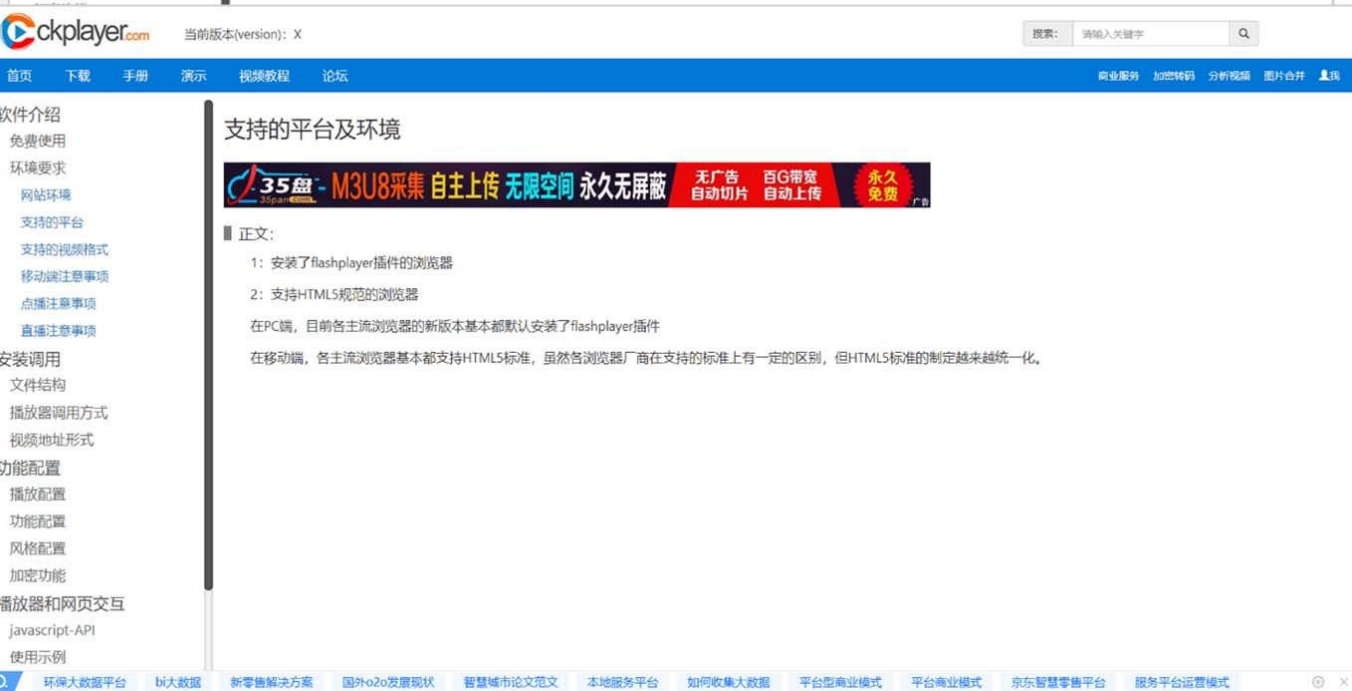 ckplayer.com 当前版本(version)：X 搜索： 请输入关键字
首页 下载 手册 演示 视频教程 论坛 商业服务 加密转码 分析视频 图片合并 我
软件介绍
免费使用
环境要求
网站环境
支持的平台
支持的视频格式
移动端注意事项
点播注意事项
直播注意事项
安装调用
文件结构
播放器调用方式
视频地址形式
功能配置
播放配置
功能配置
风格配置
加密功能
播放器和网页交互
javascript-API
使用示例
支持的平台及环境
35盘 - M3U8采集 自主上传 无限空间 永久无屏蔽 无广告 百G带宽 永久
35pan.com 自动切片 自动上传 免费 广告
正文：
1：安装了flashplayer插件的浏览器
2：支持HTML5规范的浏览器
在PC端，目前各主流浏览器的新版本基本都默认安装了flashplayer插件
在移动端，各主流浏览器基本都支持HTML5标准，虽然各浏览器厂商在支持的标准上有一定的区别，但HTML5标准的制定越来越统一化。
环保大数据平台 bi大数据 新零售解决方案 国外o2o发展现状 智慧城市论文范文 本地服务平台 如何收集大数据 平台型商业模式 平台商业模式 京东智慧零售平台 服务平台运营模式